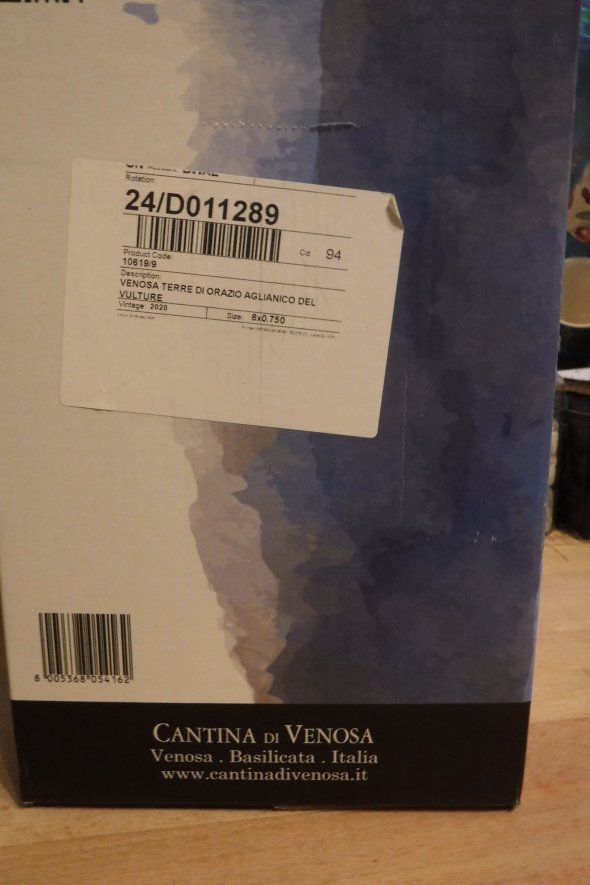 Rotation:
24/D011289
Cd: 94
Product Code:
10619/9
Description:
VENOSA TERRE DI ORAZIO AGLIANICO DEL
VULTURE
Vintage: 2020 Size: 6x0.750
8 005368 054162
CANTINA DI VENOSA
Venosa . Basilicata . Italia
www.cantinadivenosa.it